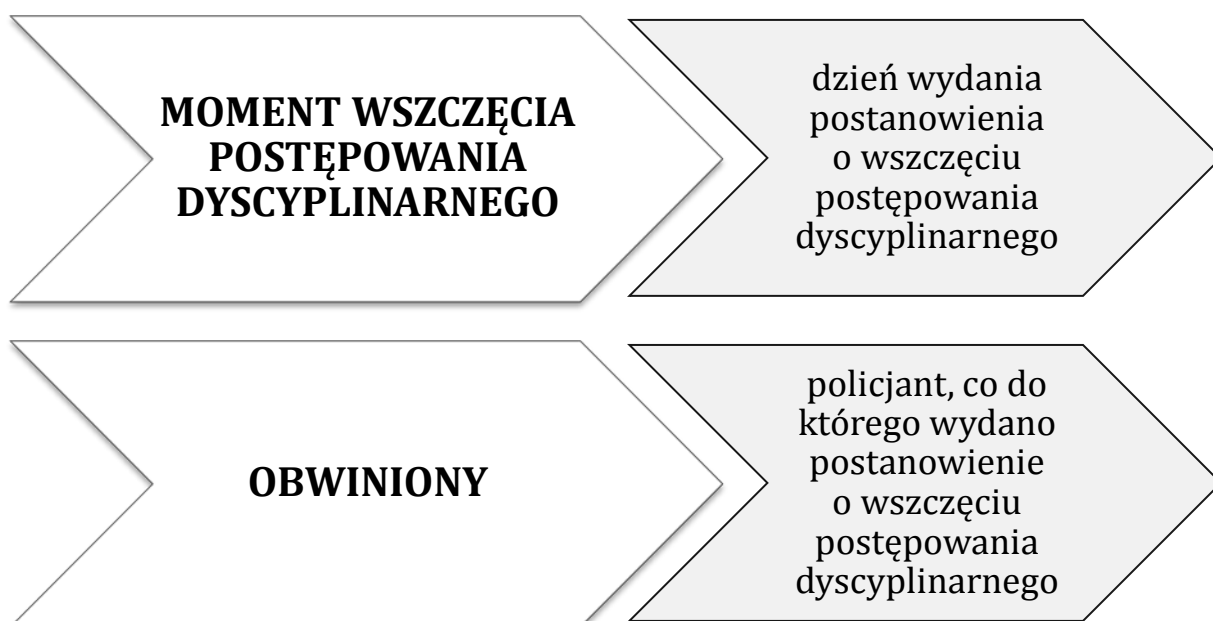 MOMENT WSZCZĘCIA
POSTĘPOWANIA
DYSCYPLINARNEGO
dzień wydania
postanowienia
o wszczęciu
postępowania
dyscyplinarnego
OBWINIONY
policjant, co do
którego wydano
postanowienie
o wszczęciu
postępowania
dyscyplinarnego